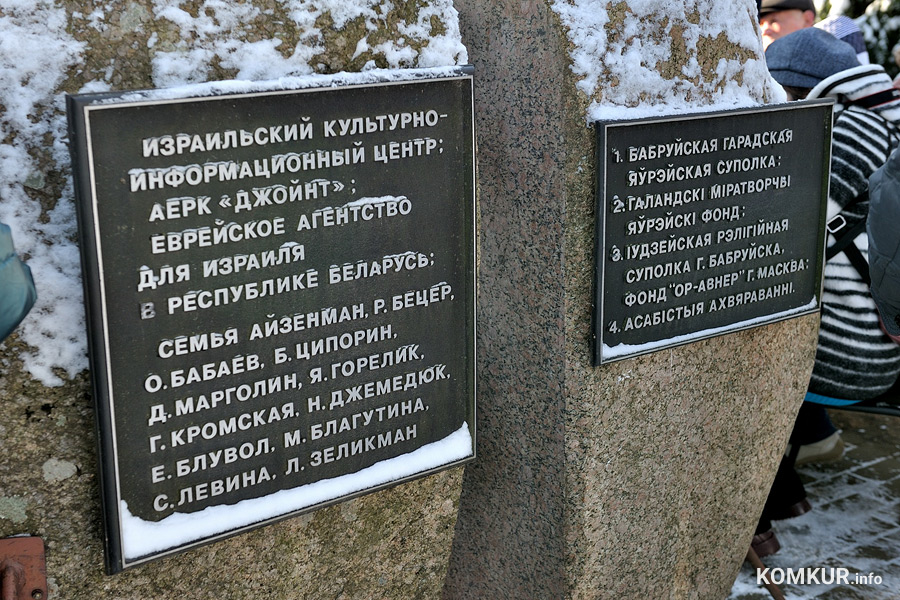 ИЗРАИЛЬСКИЙ КУЛЬТУРНО-
ИНФОРМАЦИОННЫЙ ЦЕНТР;
АЕРК «ДЖОЙНТ»;
ЕВРЕЙСКОЕ АГЕНТСТВО
ДЛЯ ИЗРАИЛЯ
В РЕСПУБЛИКЕ БЕЛАРУСЬ;
СЕМЬЯ АЙЗЕНМАН, Р. БЕЦЕР,
О. БАБАЕВ, Б. ЦИПОРИН,
Д. МАРГОЛИН, Я. ГОРЕЛИК,
Г. КРОМСКАЯ, Н. ДЖЕМЕДЮК,
Е. БЛУВОЛ, М. БЛАГУТИНА,
С. ЛЕВИНА, Л. ЗЕЛИКМАН
1. БАБРУЙСКАЯ ГАРАДСКАЯ
ЯЎРЭЙСКАЯ СУПОЛКА;
2. ГАЛАНДСКІ МІРАТВОРЧЫ
ЯЎРЭЙСКІ ФОНД;
3. ІУДЗЕЙСКАЯ РЭЛІГІЙНАЯ
СУПОЛКА Г. БАБРУЙСКА,
ФОНД "ОР-АВНЕР" Г. МАСКВА;
4. АСАБІСТЫЯ АХВЯРАВАННІ.
KOMKUR.info